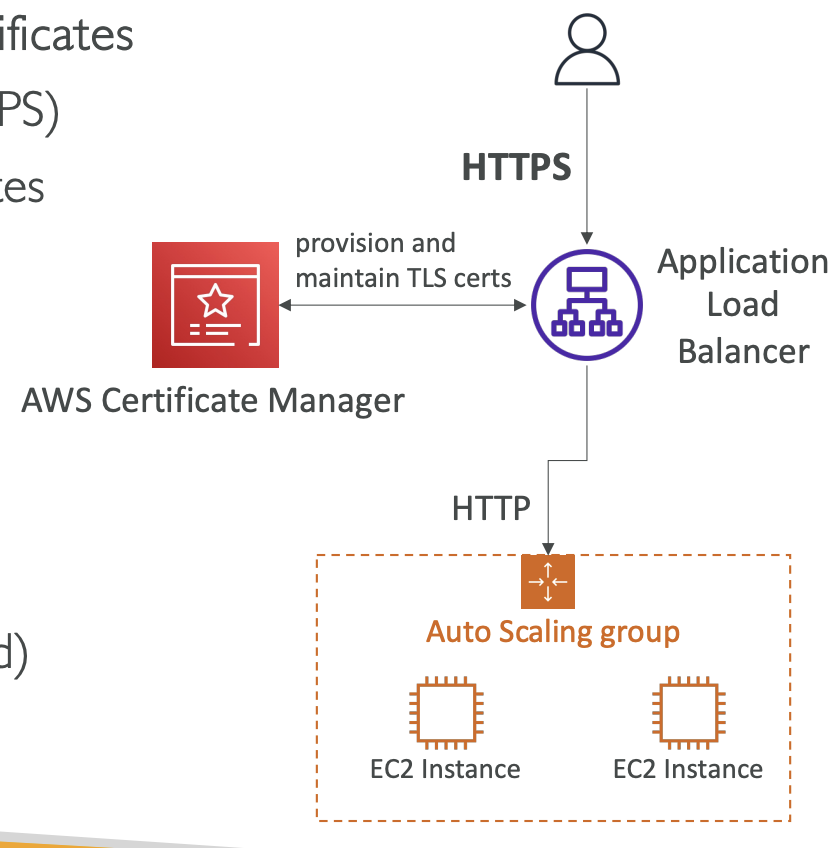 ificates
PS)
tes
d)
HTTPS
provision and
maintain TLS certs
Application
Load
Balancer
AWS Certificate Manager
HTTP
Auto Scaling group
EC2 Instance
EC2 Instance